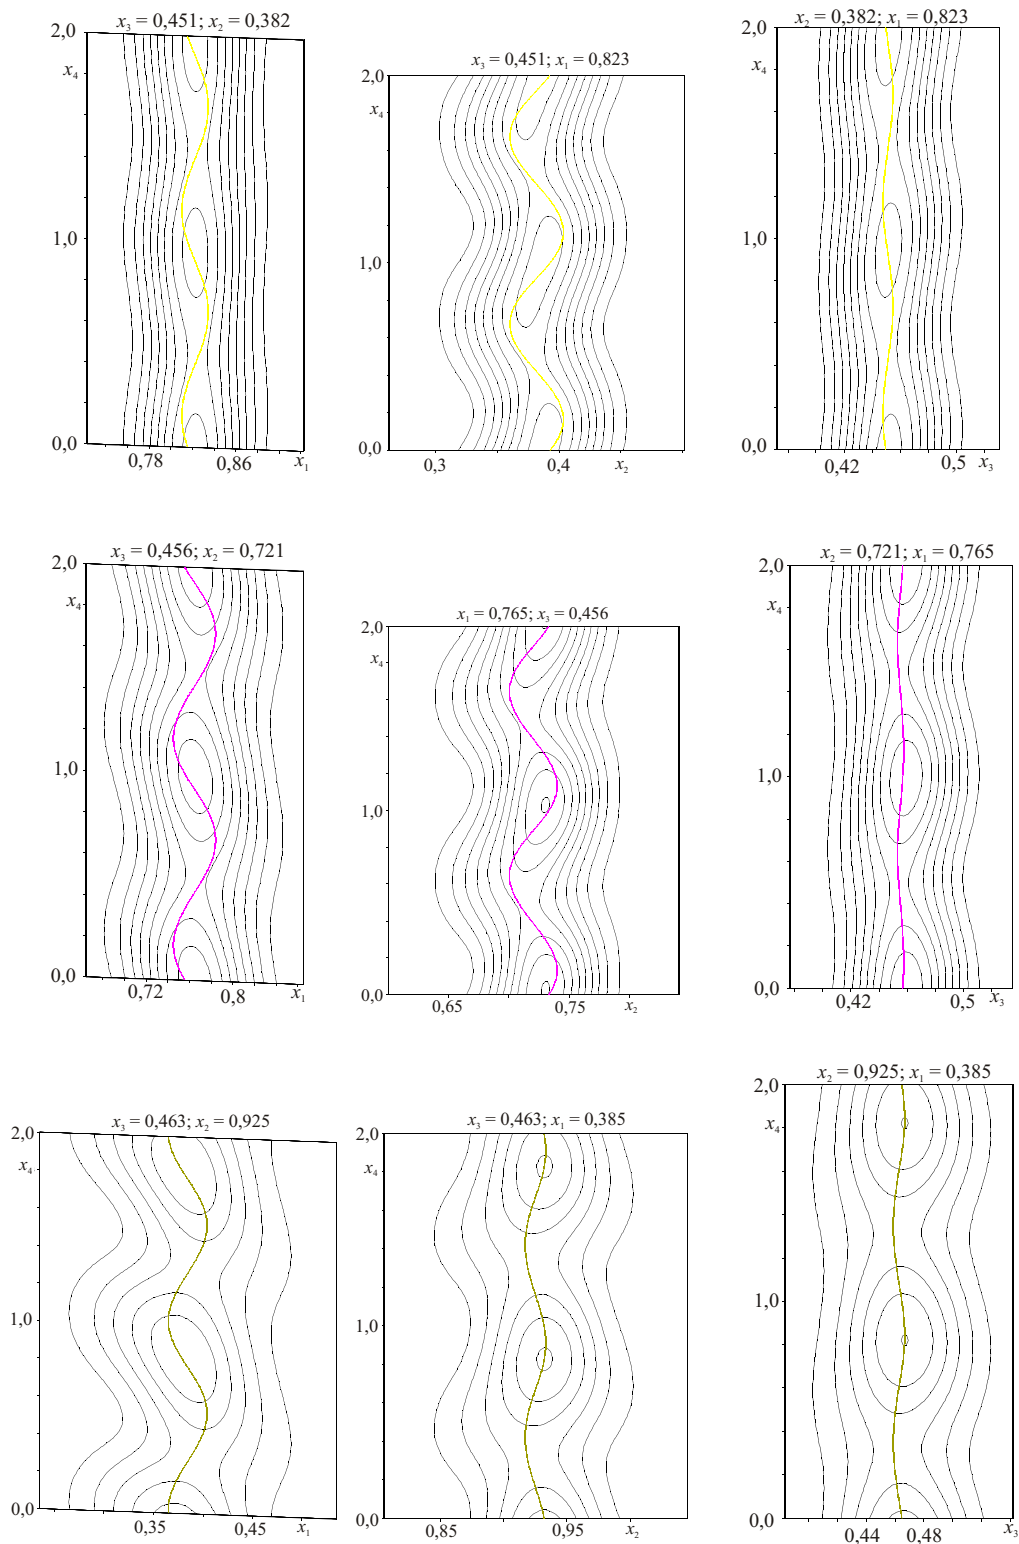 x₃ = 0,451; x₂ = 0,382
2,0
x₄
1,0
0,0
0,78
0,86
x₁
x₃ = 0,451; x₁ = 0,823
2,0
x₄
1,0
0,0
0,3
0,4
x₂
x₂ = 0,382; x₁ = 0,823
2,0
x₄
1,0
0,0
0,42
0,5
x₃
x₃ = 0,456; x₂ = 0,721
2,0
x₄
1,0
0,0
0,72
0,8
x₁
x₁ = 0,765; x₃ = 0,456
2,0
x₄
1,0
0,0
0,65
0,75
x₂
x₂ = 0,721; x₁ = 0,765
2,0
x₄
1,0
0,0
0,42
0,5
x₃
x₃ = 0,463; x₂ = 0,925
2,0
x₄
1,0
0,0
0,35
0,45
x₁
x₃ = 0,463; x₁ = 0,385
2,0
x₄
1,0
0,0
0,85
0,95
x₂
x₂ = 0,925; x₁ = 0,385
2,0
x₄
1,0
0,0
0,44
0,48
x₃